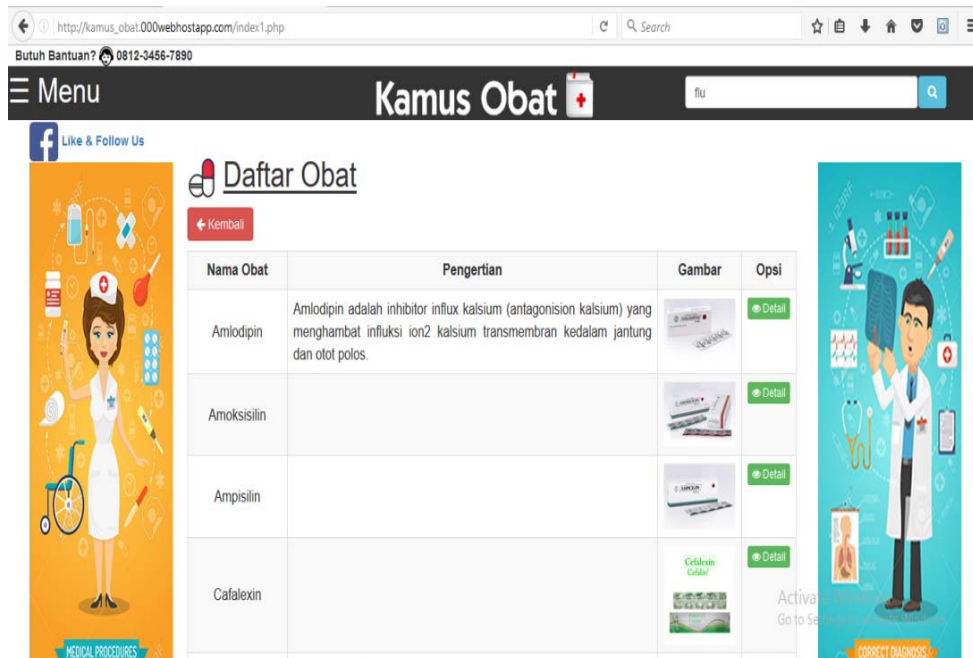 http://kamus_obat.000webhostapp.com/index1.php
Search
Butuh Bantuan? 0812-3456-7890
Menu
Kamus Obat
flu
Like & Follow Us
Daftar Obat
Kembali
Nama Obat Pengertian Gambar Opsi
Amlodipin
Amlodipin adalah inhibitor influx kalsium (antagonision kalsium) yang
menghambat influksi ion2 kalsium transmembran kedalam jantung
dan otot polos.
Detail
Amoksisilin
Detail
Ampisilin
Detail
Cafalexin
Cefalexin
Detail
123RF
MEDICAL PROCEDURES
CORRECT DIAGNOSIS